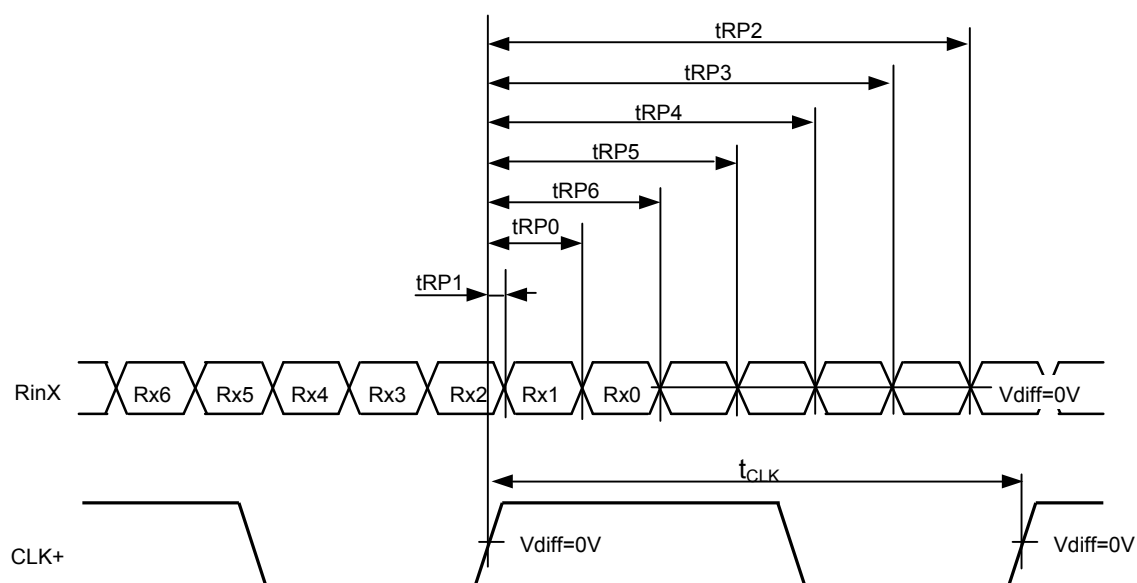 tRP2
tRP3
tRP4
tRP5
tRP6
tRP0
tRP1
RinX Rx6 Rx5 Rx4 Rx3 Rx2 Rx1 Rx0 Vdiff=0V
tCLK
CLK+ Vdiff=0V Vdiff=0V